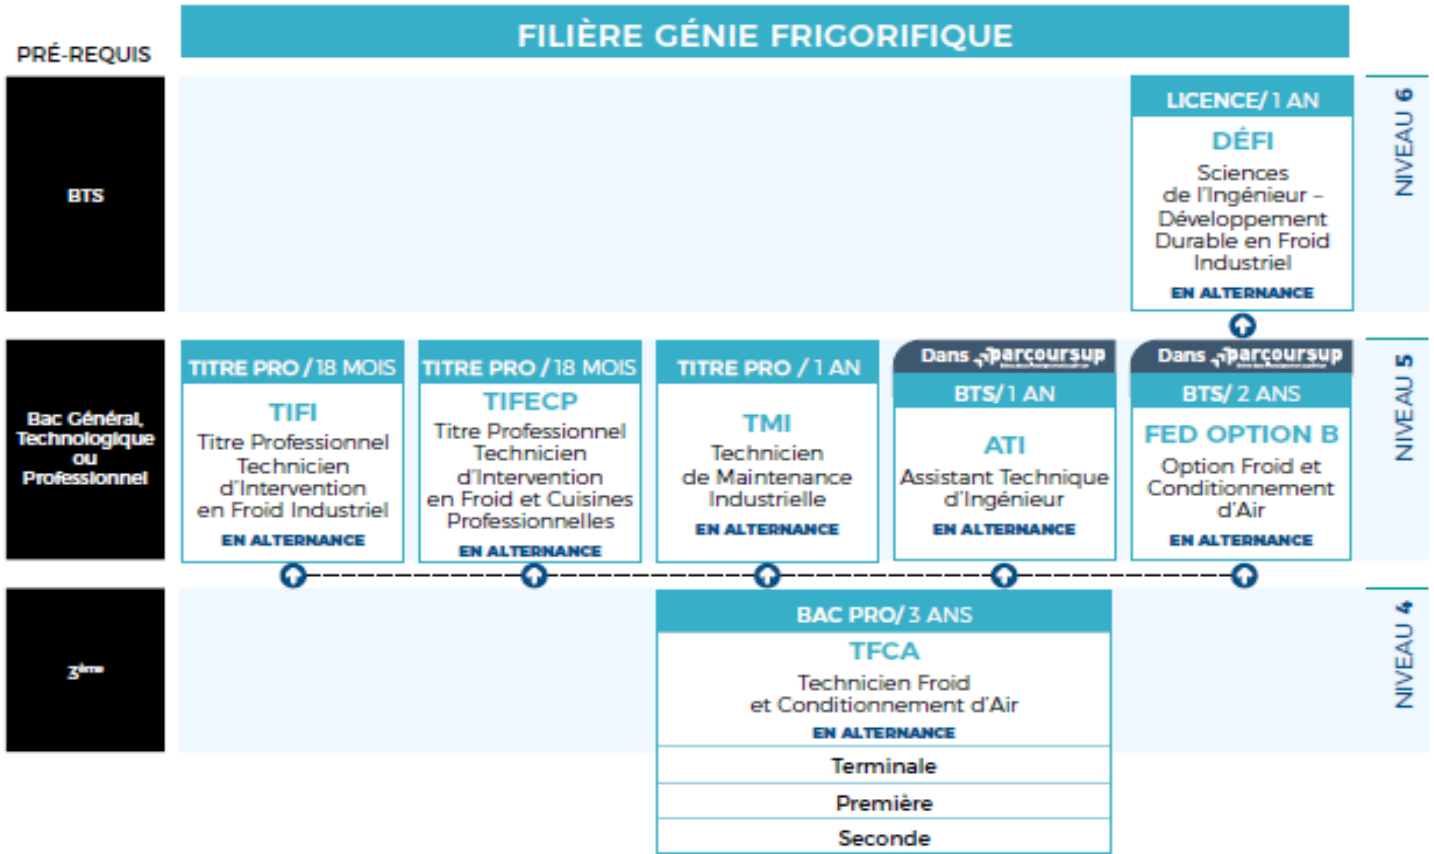 FILIÈRE GÉNIE FRIGORIFIQUE
PRÉ-REQUIS
BTS
LICENCE/ 1 AN
DÉFI
Sciences
de l'Ingénieur –
Développement
Durable en Froid
Industriel
EN ALTERNANCE
NIVEAU 6
Bac Général,
Technologique
ou
Professionnel
TITRE PRO / 18 MOIS
TIFI
Titre Professionnel
Technicien
d'Intervention
en Froid Industriel
EN ALTERNANCE
TITRE PRO / 18 MOIS
TIFECP
Titre Professionnel
Technicien
d'Intervention
en Froid et Cuisines
Professionnelles
EN ALTERNANCE
TITRE PRO / 1 AN
TMI
Technicien
de Maintenance
Industrielle
EN ALTERNANCE
Dans parcoursup
BTS/ 1 AN
ATI
Assistant Technique
d'Ingénieur
EN ALTERNANCE
Dans parcoursup
BTS/ 2 ANS
FED OPTION B
Option Froid et
Conditionnement
d'Air
EN ALTERNANCE
NIVEAU 5
3ème
BAC PRO/ 3 ANS
TFCA
Technicien Froid
et Conditionnement d'Air
EN ALTERNANCE
Terminale
Première
Seconde
NIVEAU 4